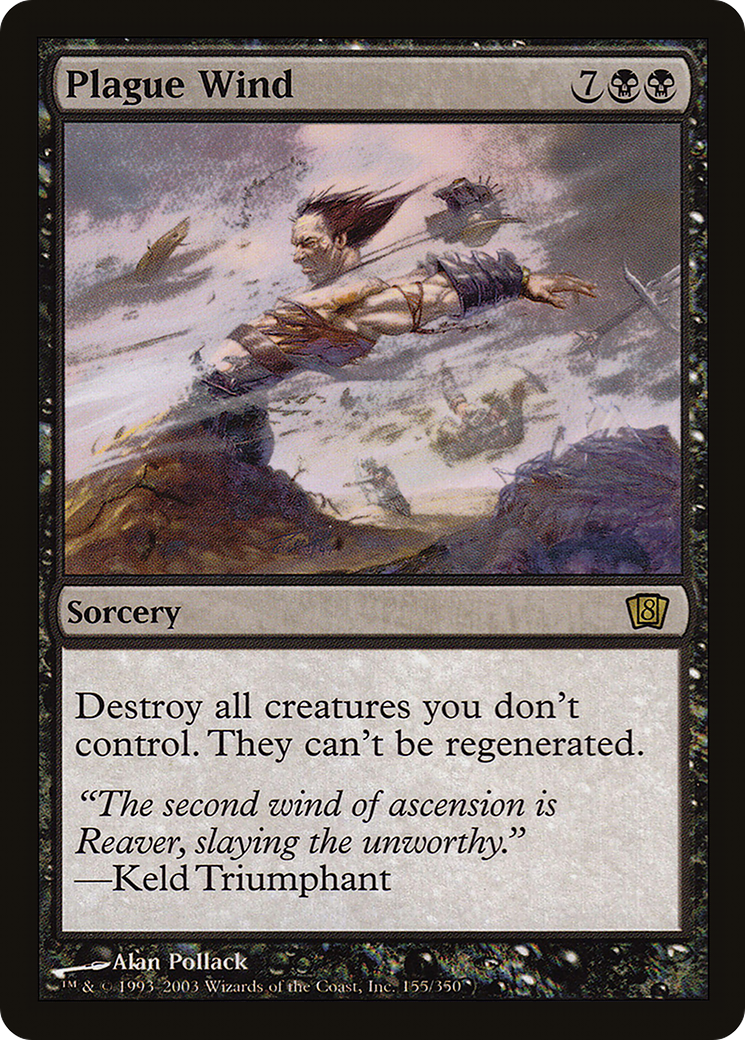 Plague Wind 7
Sorcery 8
Destroy all creatures you don't
control. They can't be regenerated.
"The second wind of ascension is
Reaver, slaying the unworthy."
—Keld Triumphant
Alan Pollack
™ & © 1993-2003 Wizards of the Coast, Inc. 155/350